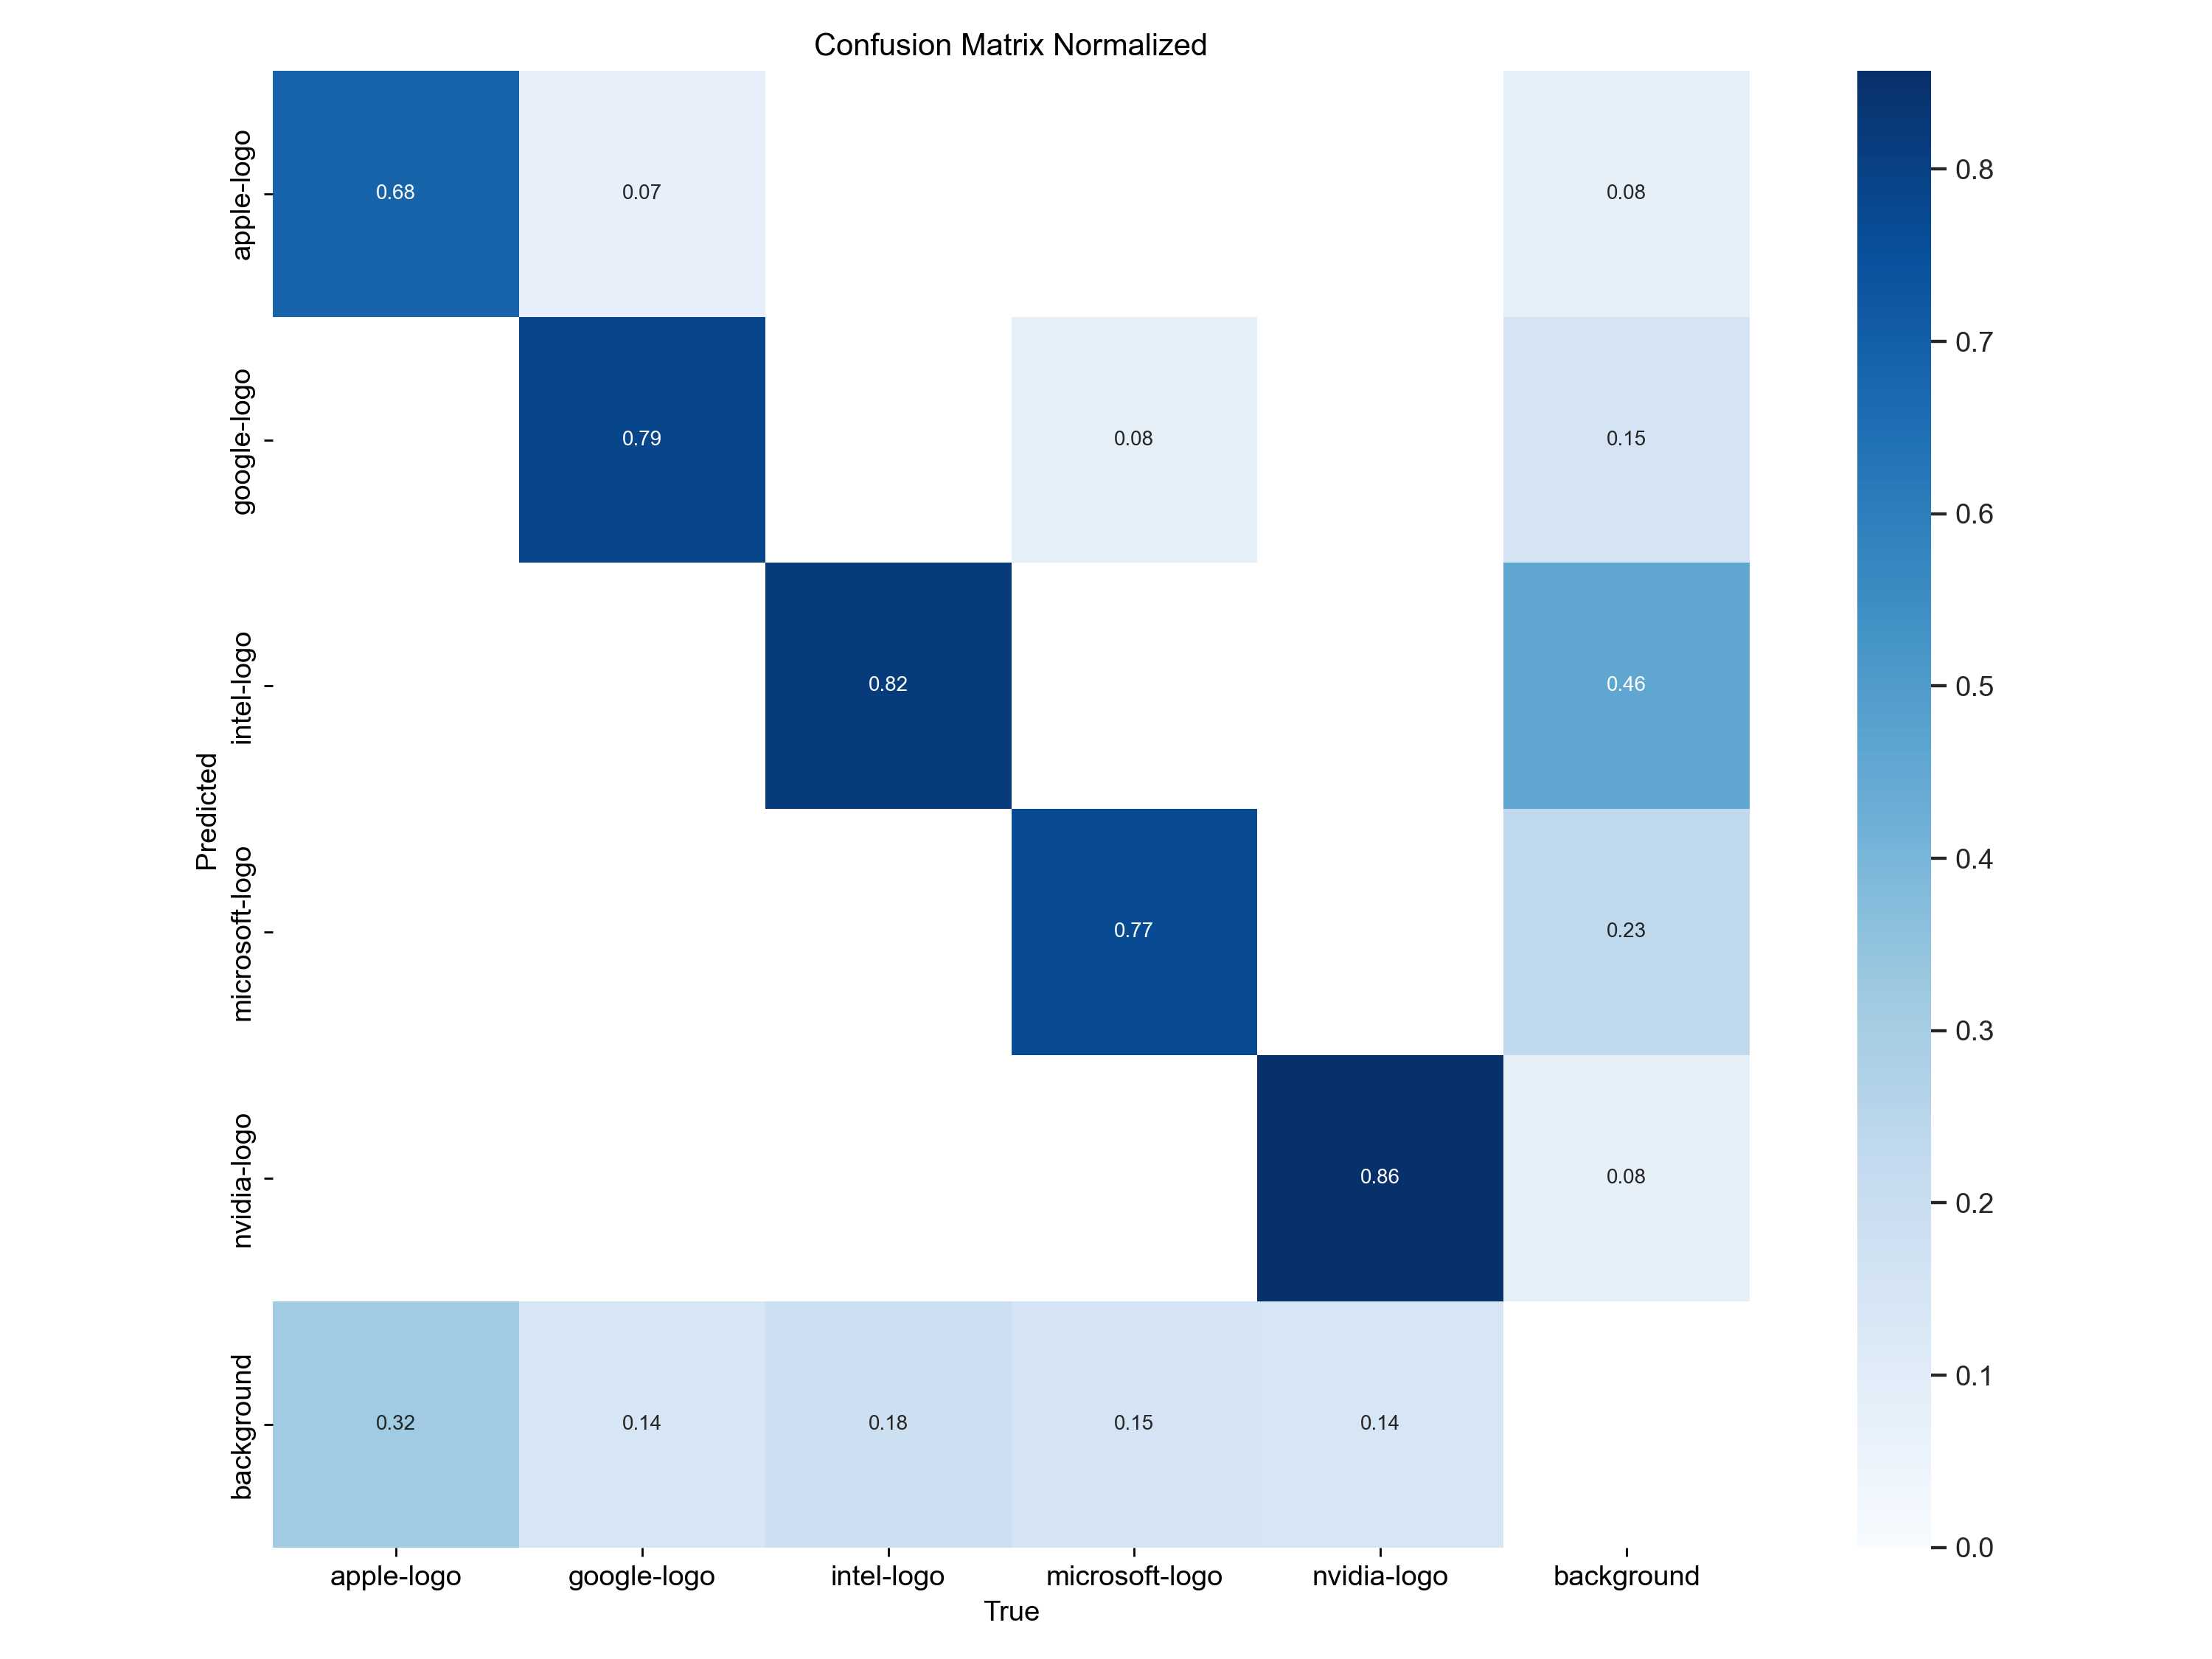 Confusion Matrix Normalized
apple-logo
0.68
0.07
0.08
google-logo
0.79
0.08
0.15
intel-logo
0.82
0.46
Predicted
microsoft-logo
0.77
0.23
nvidia-logo
0.86
0.08
background
0.32
0.14
0.18
0.15
0.14
apple-logo
google-logo
intel-logo
microsoft-logo
nvidia-logo
background
True
0.8
0.7
0.6
0.5
0.4
0.3
0.2
0.1
0.0